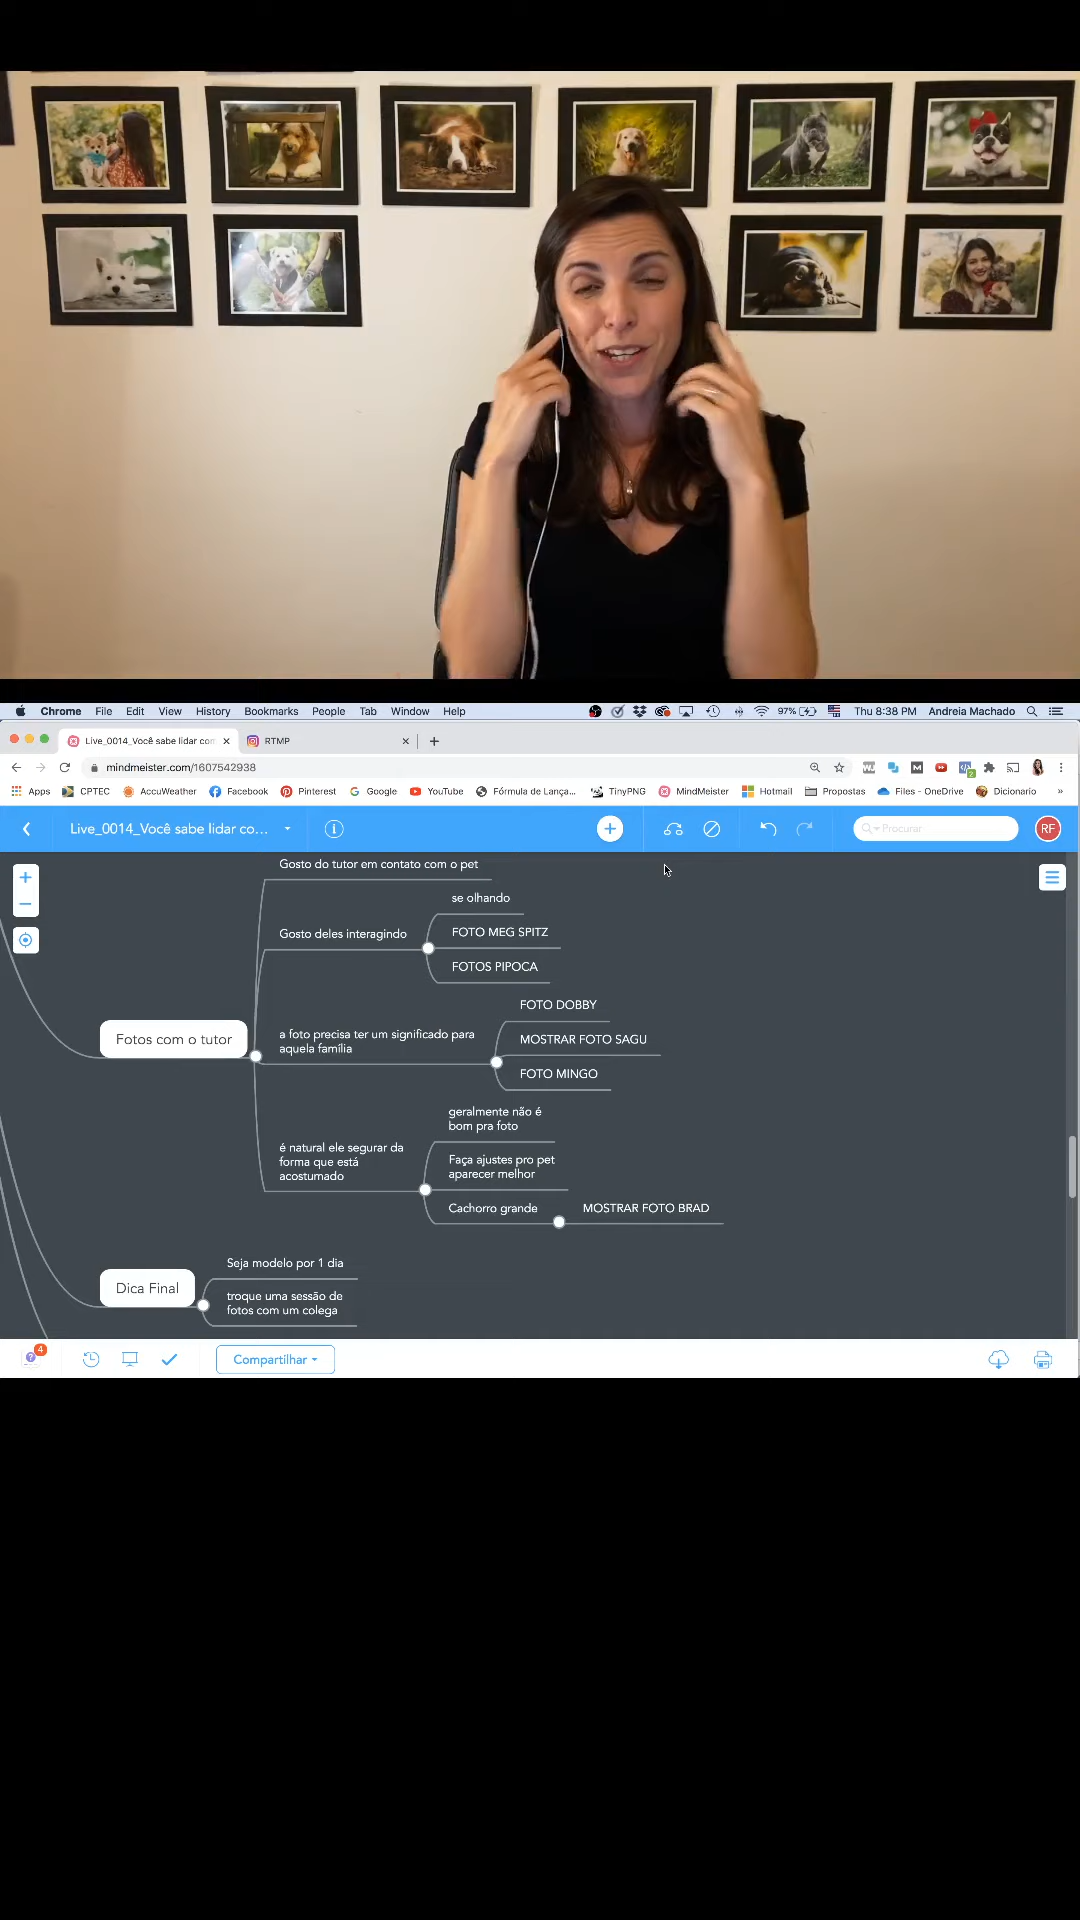 Chrome File Edit View History Bookmarks People Tab Window Help 97% Thu 8:38 PM Andreia Machado
Live_0014_Você sabe lidar com RTMP
mindmeister.com/1607542938
Apps CPTEC AccuWeather Facebook Pinterest Google YouTube Fórmula de Lança... TinyPNG MindMeister Hotmail Propostas Files - OneDrive Dicionario »
Live_0014_Você sabe lidar co... Procurar RF
Gosto do tutor em contato com o pet
se olhando
Gosto deles interagindo
FOTO MEG SPITZ
FOTOS PIPOCA
FOTO DOBBY
Fotos com o tutor
a foto precisa ter um significado para
aquela família
MOSTRAR FOTO SAGU
FOTO MINGO
geralmente não é
bom pra foto
é natural ele segurar da
forma que está
acostumado
Faça ajustes pro pet
aparecer melhor
Cachorro grande
MOSTRAR FOTO BRAD
Seja modelo por 1 dia
Dica Final
troque uma sessão de
fotos com um colega
4
Compartilhar